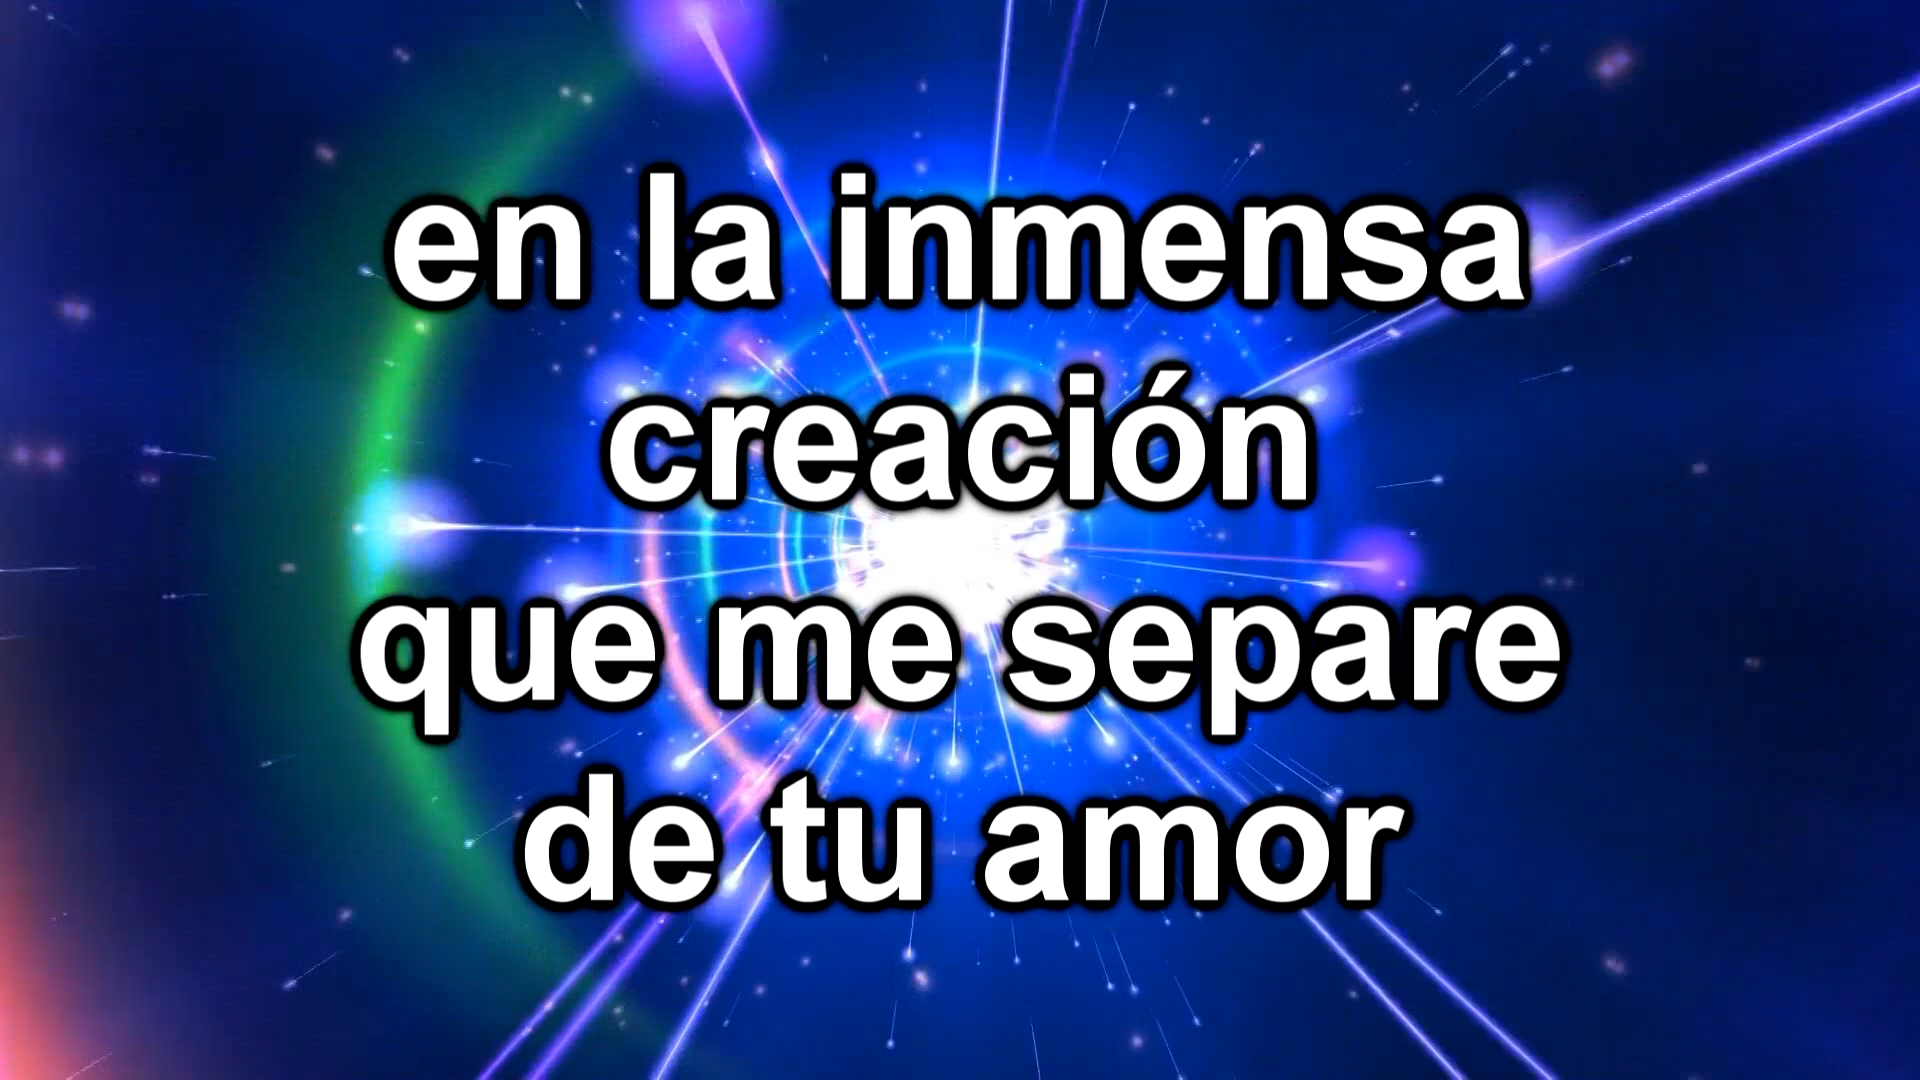 en la inmensa
creación
que me separe
de tu amor